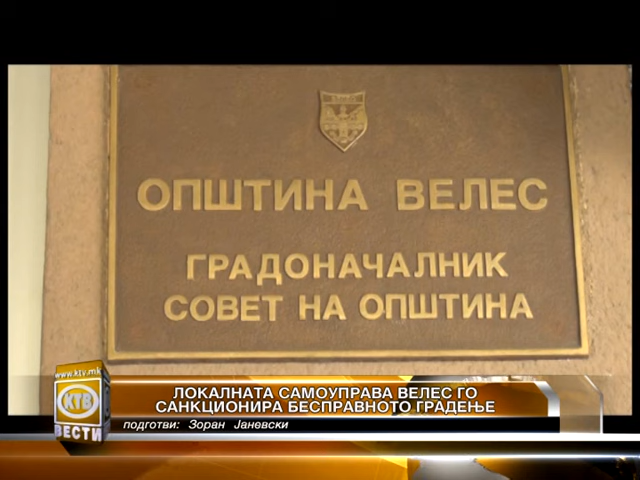 ОПШТИНА ВЕЛЕС
ГРАДОНАЧАЛНИК
СОВЕТ НА ОПШТИНА
www.ktv.mk
КТВ
ВЕСТИ
ЛОКАЛНАТА САМОУПРАВА ВЕЛЕС ГО
САНКЦИОНИРА БЕСПРАВНОТО ГРАДЕЊЕ
подготви: Зоран Јаневски